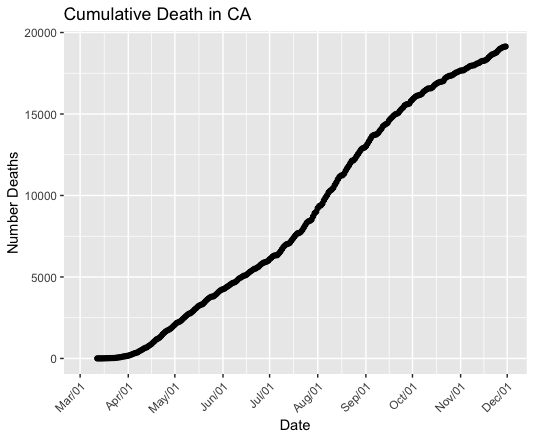 Cumulative Death in CA
20000
15000
10000
5000
0
Number Deaths
Mar/01 Apr/01 May/01 Jun/01 Jul/01 Aug/01 Sep/01 Oct/01 Nov/01 Dec/01
Date